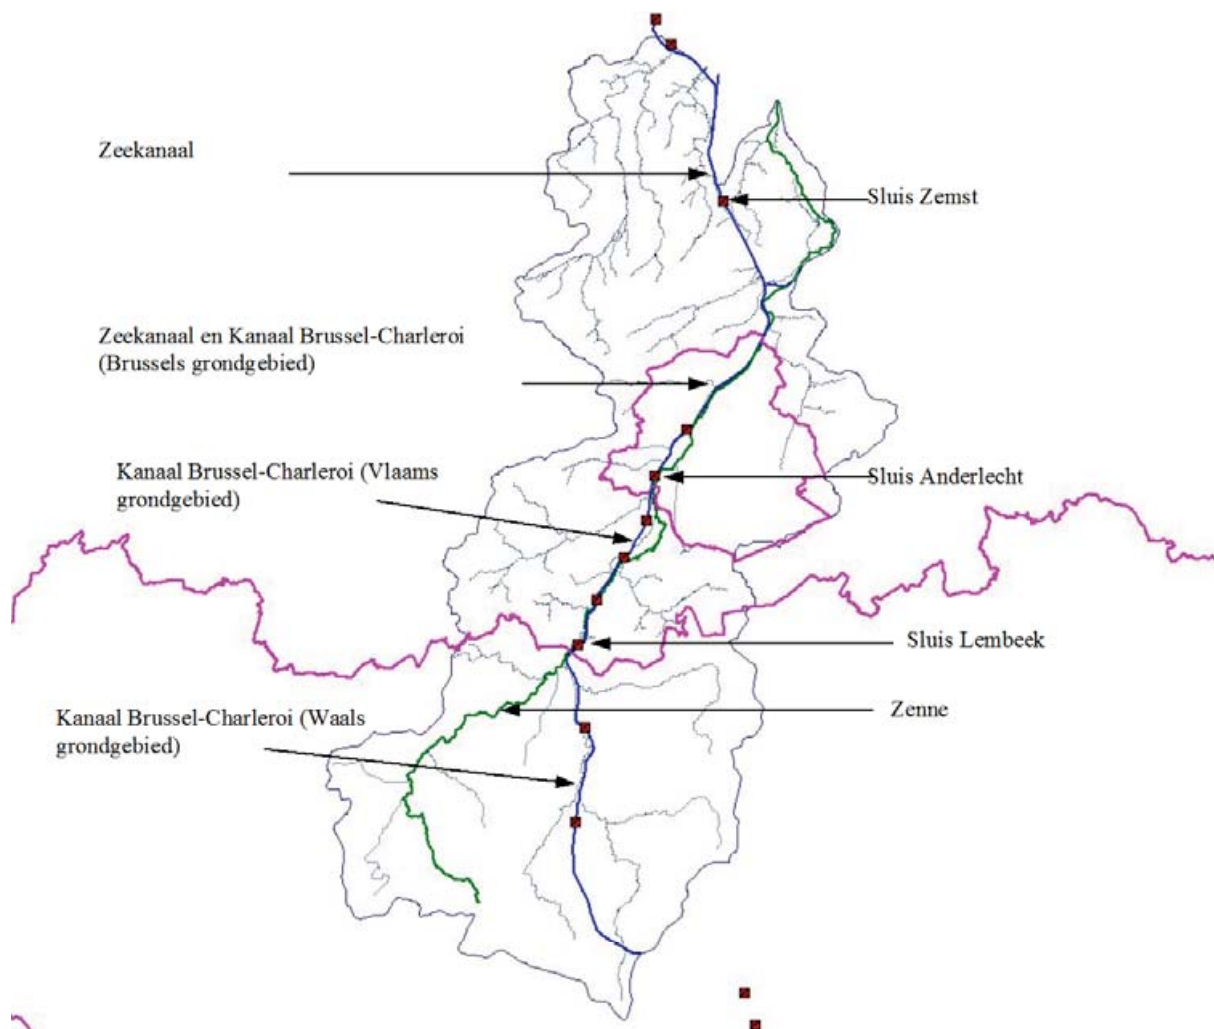 Zeekanaal
Sluis Zemst
Zeekanaal en Kanaal Brussel-Charleroi
(Brussels grondgebied)
Kanaal Brussel-Charleroi (Vlaams
grondgebied)
Sluis Anderlecht
Sluis Lembeek
Zenne
Kanaal Brussel-Charleroi (Waals
grondgebied)